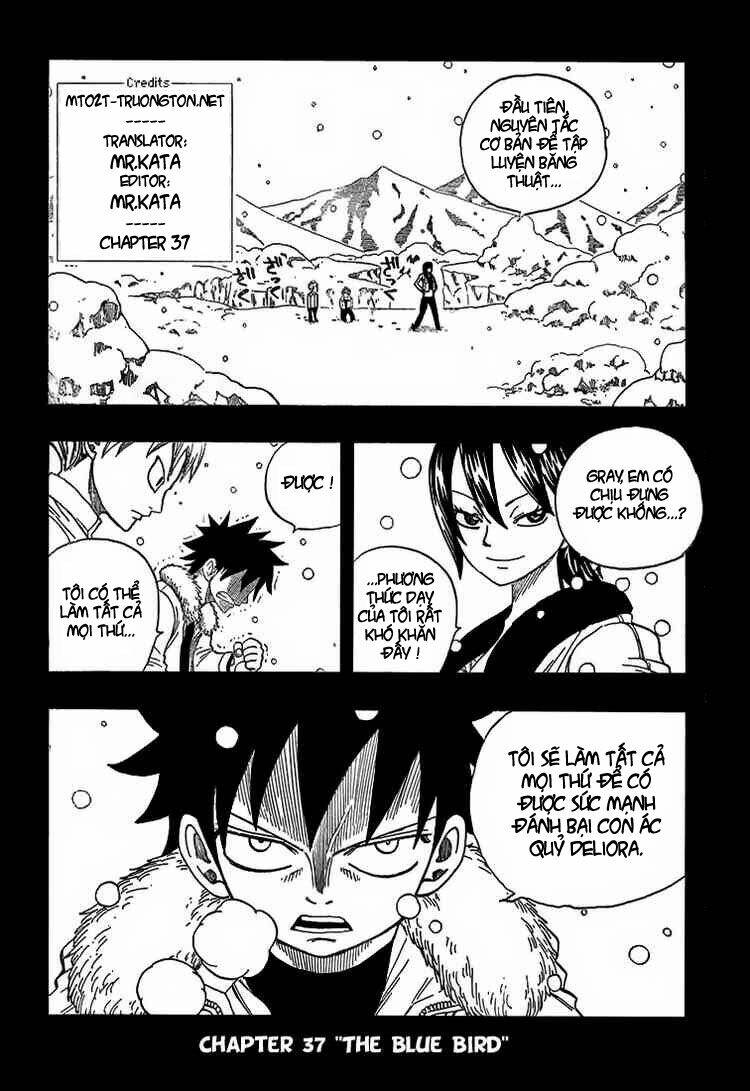 Credits
MTO2T-TRUONGTON.NET
-----
TRANSLATOR:
MR.KATA
EDITOR:
MR.KATA
-----
CHAPTER 37
ĐẦU TIÊN,
NGUYÊN TẮC
CƠ BẢN ĐỂ TẬP
LUYỆN BĂNG
THUẬT...
GRAY, EM CÓ
CHỊU ĐỰNG
ĐƯỢC KHÔNG...?
...PHƯƠNG
THỨC DẠY
CỦA TÔI RẤT
KHÓ KHĂN
ĐẤY !
ĐƯỢC !
TÔI CÓ THỂ
LÀM TẤT CẢ
MỌI THỨ...
TÔI SẼ LÀM TẤT CẢ
MỌI THỨ ĐỂ CÓ
ĐƯỢC SỨC MẠNH
ĐÁNH BẠI CON ÁC
QUỶ DELIORA.
CHAPTER 37 "THE BLUE BIRD"